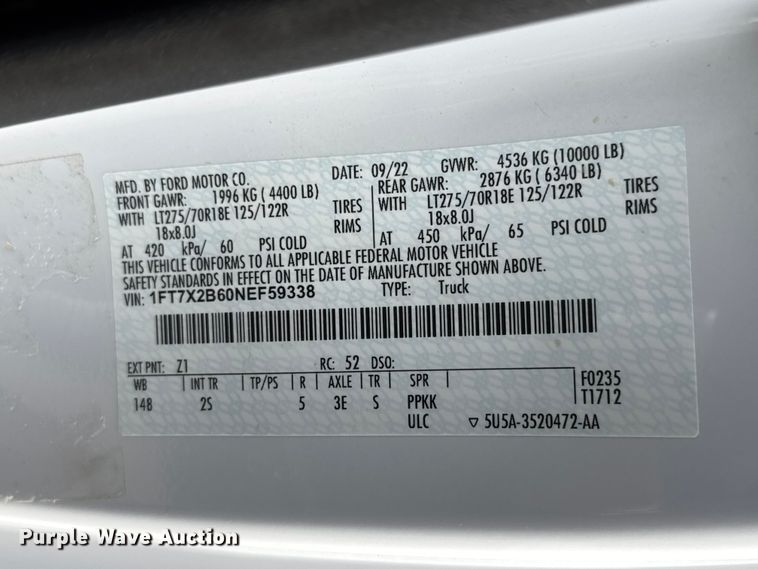 MFD. BY FORD MOTOR CO.
DATE: 09/22 GVWR: 4536 KG (10000 LB)
FRONT GAWR: 1996 KG ( 4400 LB) REAR GAWR: 2876 KG ( 6340 LB)
WITH LT275/70R18E 125/122R TIRES WITH LT275/70R18E 125/122R TIRES
18x8.0J RIMS 18x8.0J RIMS
AT 420 kPa/ 60 PSI COLD AT 450 kPa/ 65 PSI COLD
THIS VEHICLE CONFORMS TO ALL APPLICABLE FEDERAL MOTOR VEHICLE
SAFETY STANDARDS IN EFFECT ON THE DATE OF MANUFACTURE SHOWN ABOVE.
VIN: 1FT7X2B60NEF59338 TYPE: Truck
EXT PNT: Z1 RC: 52 DSO:
WB INT TR TP/PS R AXLE TR SPR F0235
148 2S 5 3E S PPKK T1712
ULC 5U5A-3520472-AA
Purple Wave Auction